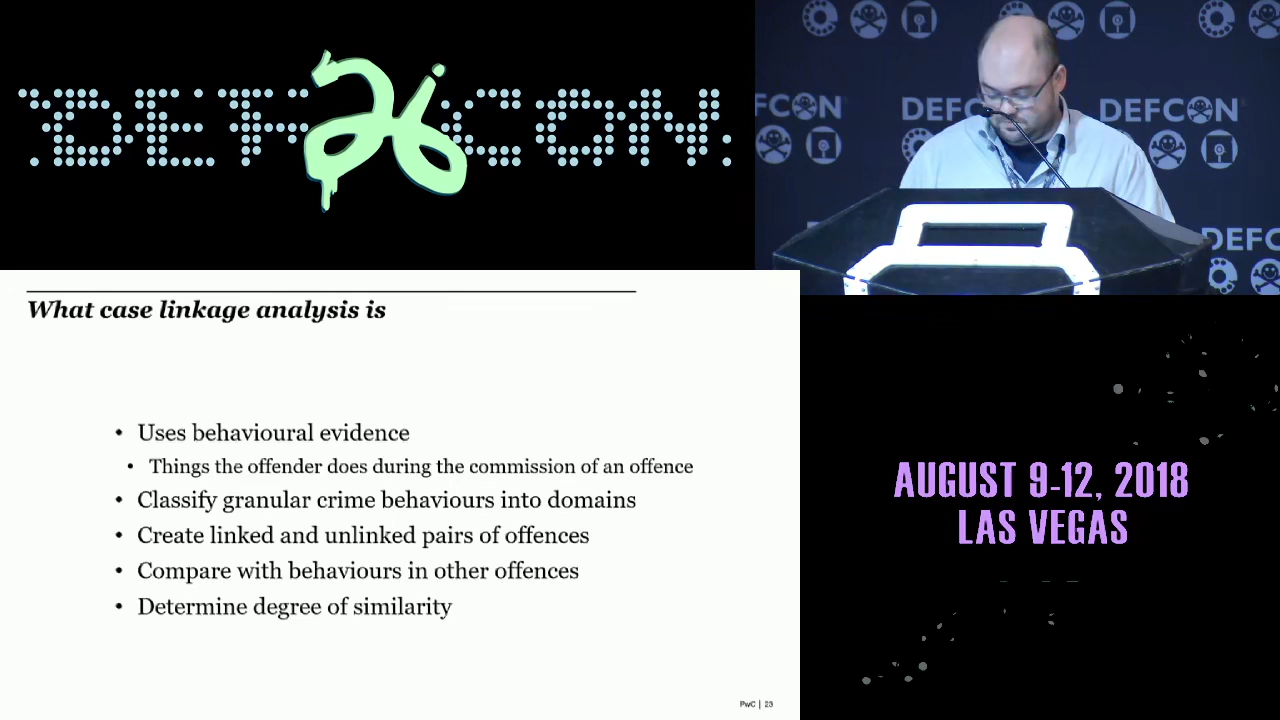 DEF 26 CON
DEFCON
DEFCON
DEFCON
DEFC
What case linkage analysis is
• Uses behavioural evidence
• Things the offender does during the commission of an offence
• Classify granular crime behaviours into domains
• Create linked and unlinked pairs of offences
• Compare with behaviours in other offences
• Determine degree of similarity
PwC | 23
AUGUST 9-12, 2018
LAS VEGAS